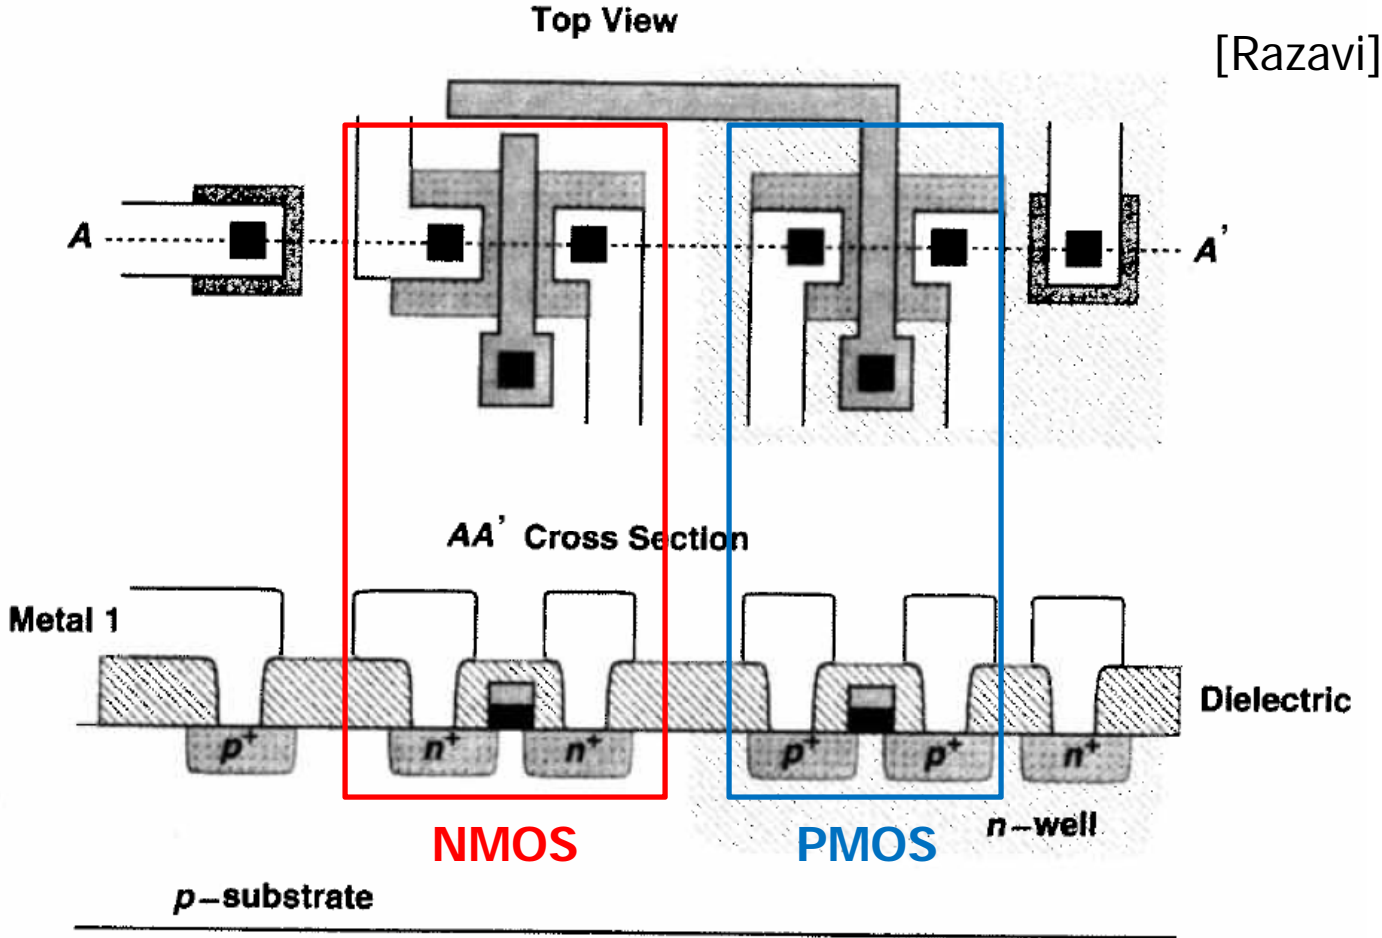 Top View
[Razavi]
A
A'
AA' Cross Section
Metal 1
Dielectric
p+
n+
n+
p+
p+
n+
n-well
NMOS
PMOS
p-substrate